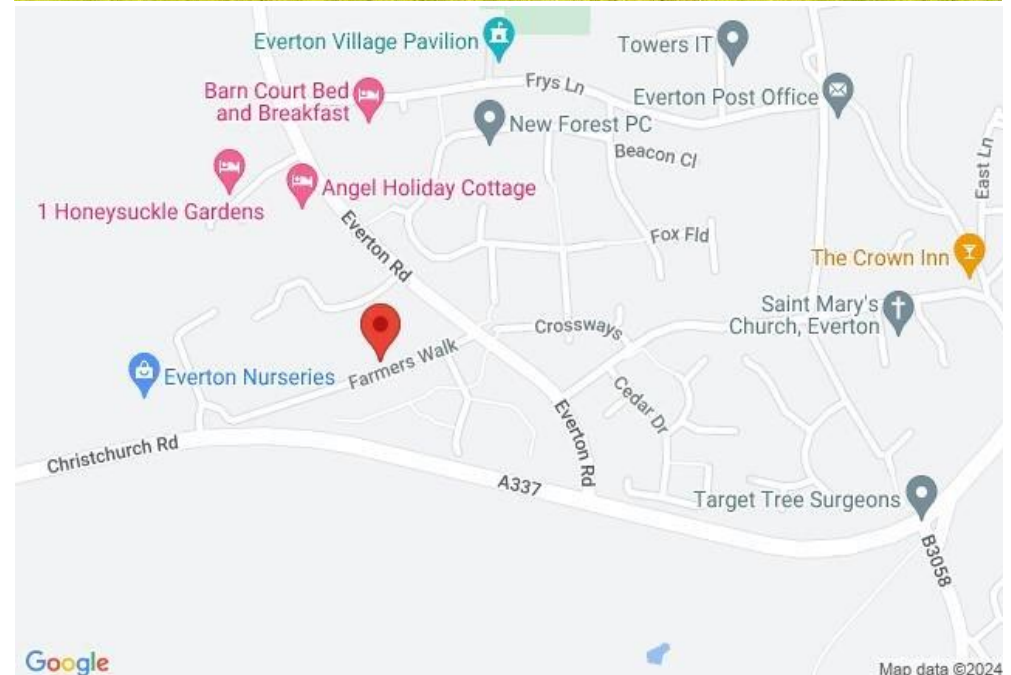 Everton Village Pavilion
Towers IT
Frys Ln
Barn Court Bed
and Breakfast
Everton Post Office
New Forest PC
Beacon Cl
East Ln
1 Honeysuckle Gardens
Angel Holiday Cottage
Everton Rd
Fox Fld
The Crown Inn
Saint Mary's
Church, Everton
Crossways
Farmers Walk
Everton Nurseries
Cedar Dr
Everton Rd
Christchurch Rd
A337
Target Tree Surgeons
B3058
Google
Map data ©2024